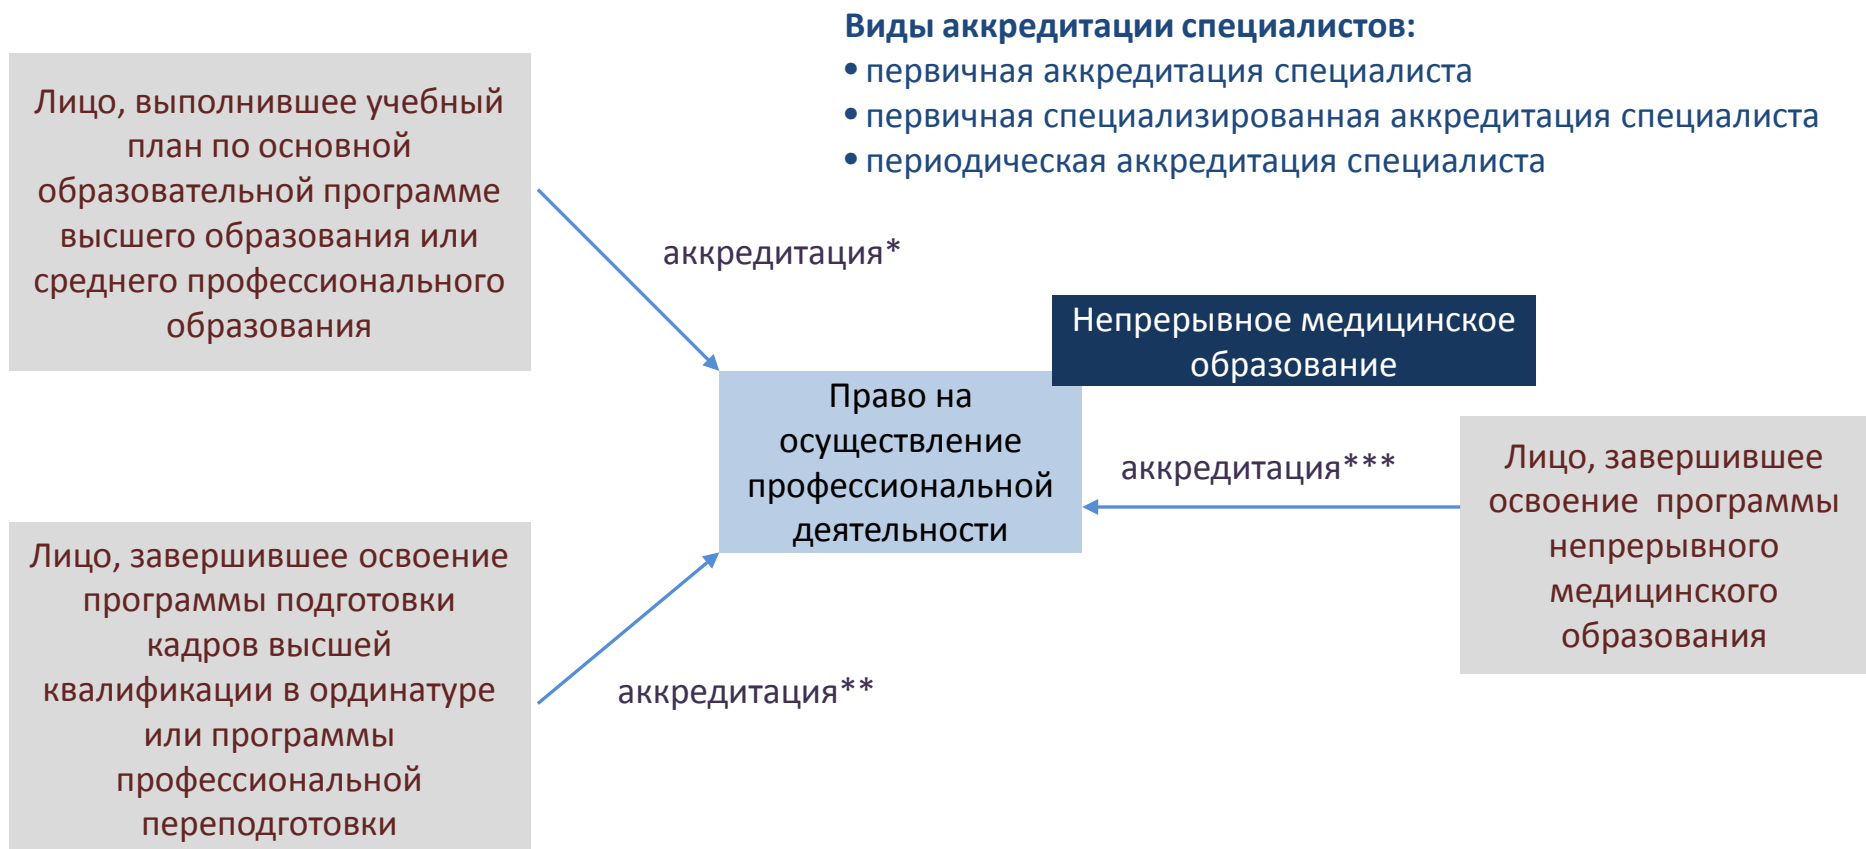 Виды аккредитации специалистов:
• первичная аккредитация специалиста
• первичная специализированная аккредитация специалиста
• периодическая аккредитация специалиста
Лицо, выполнившее учебный
план по основной
образовательной программе
высшего образования или
среднего профессионального
образования
аккредитация*
Непрерывное медицинское
образование
Право на
осуществление
профессиональной
деятельности
аккредитация***
Лицо, завершившее
освоение программы
непрерывного
медицинского
образования
Лицо, завершившее освоение
программы подготовки
кадров высшей
квалификации в ординатуре
или программы
профессиональной
переподготовки
аккредитация**